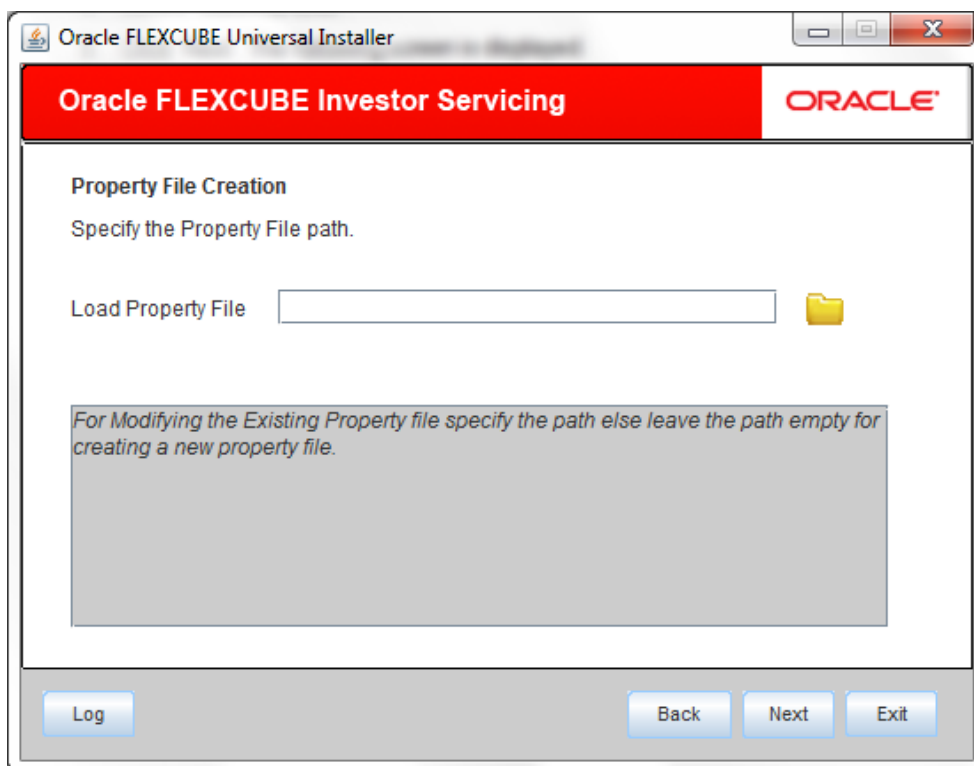 Oracle FLEXCUBE Universal Installer
Oracle FLEXCUBE Investor Servicing
ORACLE
Property File Creation
Specify the Property File path.
Load Property File
For Modifying the Existing Property file specify the path else leave the path empty for
creating a new property file.
Log
Back
Next
Exit